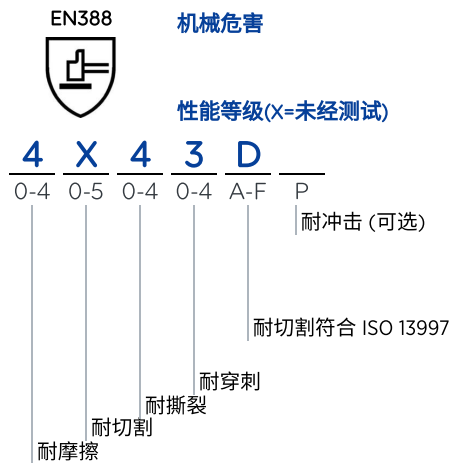 EN388
机械危害
性能等级(X=未经测试)
4 X 4 3 D
0-4 0-5 0-4 0-4 A-F P
耐冲击 (可选)
耐切割符合 ISO 13997
耐穿刺
耐撕裂
耐切割
耐摩擦